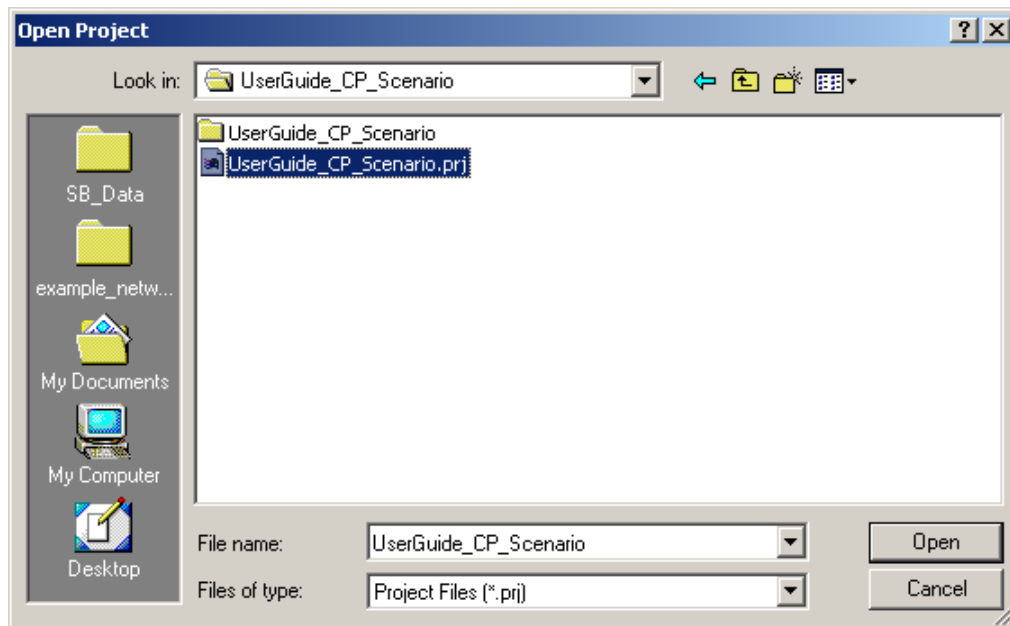 Open Project
Look in: UserGuide_CP_Scenario
UserGuide_CP_Scenario
UserGuide_CP_Scenario.prj
SB_Data
example_netw...
My Documents
My Computer
Desktop
File name: UserGuide_CP_Scenario Open
Files of type: Project Files (*.prj) Cancel